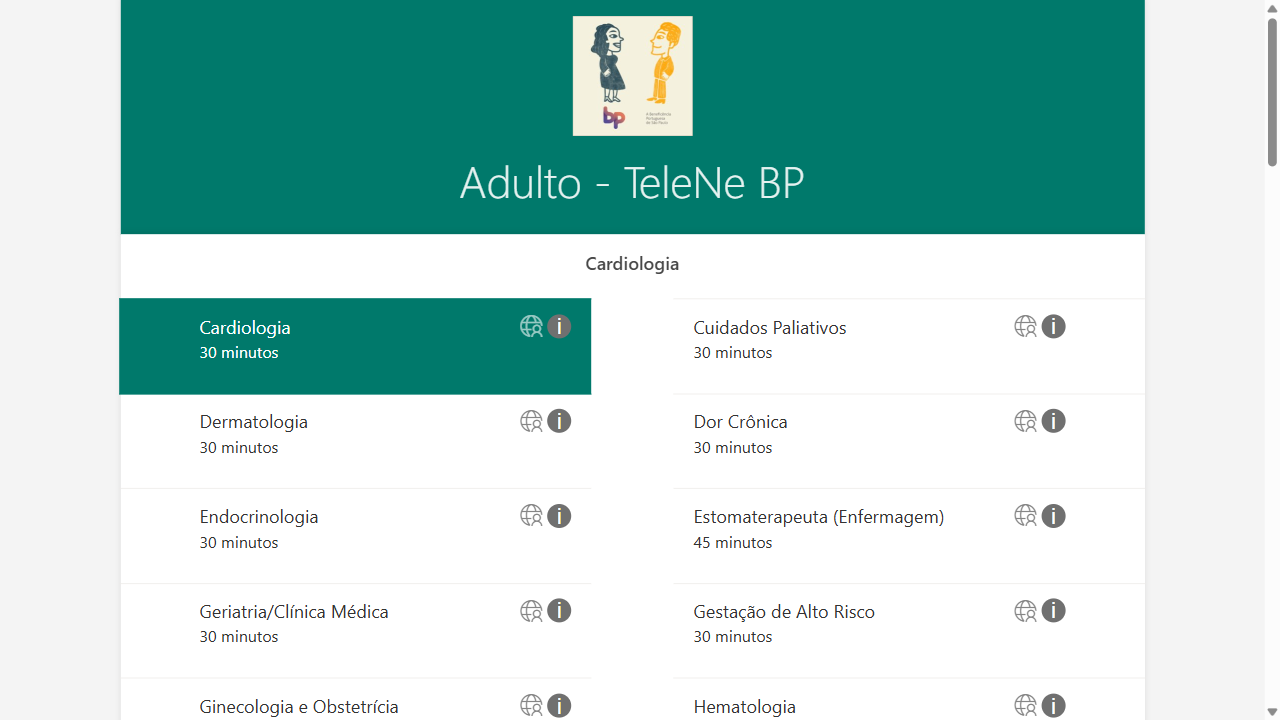 bp
A Beneficência
Portuguesa
de São Paulo
Adulto - TeleNe BP
Cardiologia
Cardiologia
30 minutos
Cuidados Paliativos
30 minutos
Dermatologia
30 minutos
Dor Crônica
30 minutos
Endocrinologia
30 minutos
Estomaterapeuta (Enfermagem)
45 minutos
Geriatria/Clínica Médica
30 minutos
Gestação de Alto Risco
30 minutos
Ginecologia e Obstetrícia
Hematologia